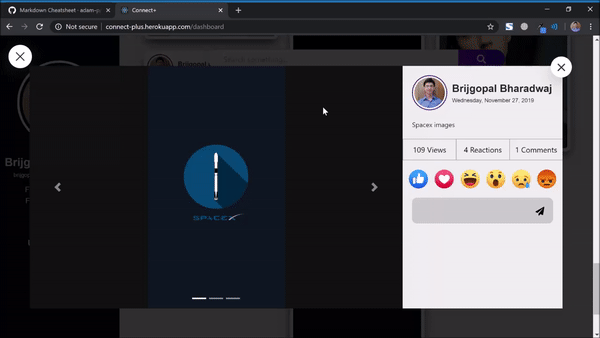 Markdown Cheatsheet · adam-p
Connect+
Not secure | connect-plus.herokuapp.com/dashboard
Brijgopal Bharadwaj
Wednesday, November 27, 2019
Spacex images
109 Views
4 Reactions
1 Comments
SPACEX